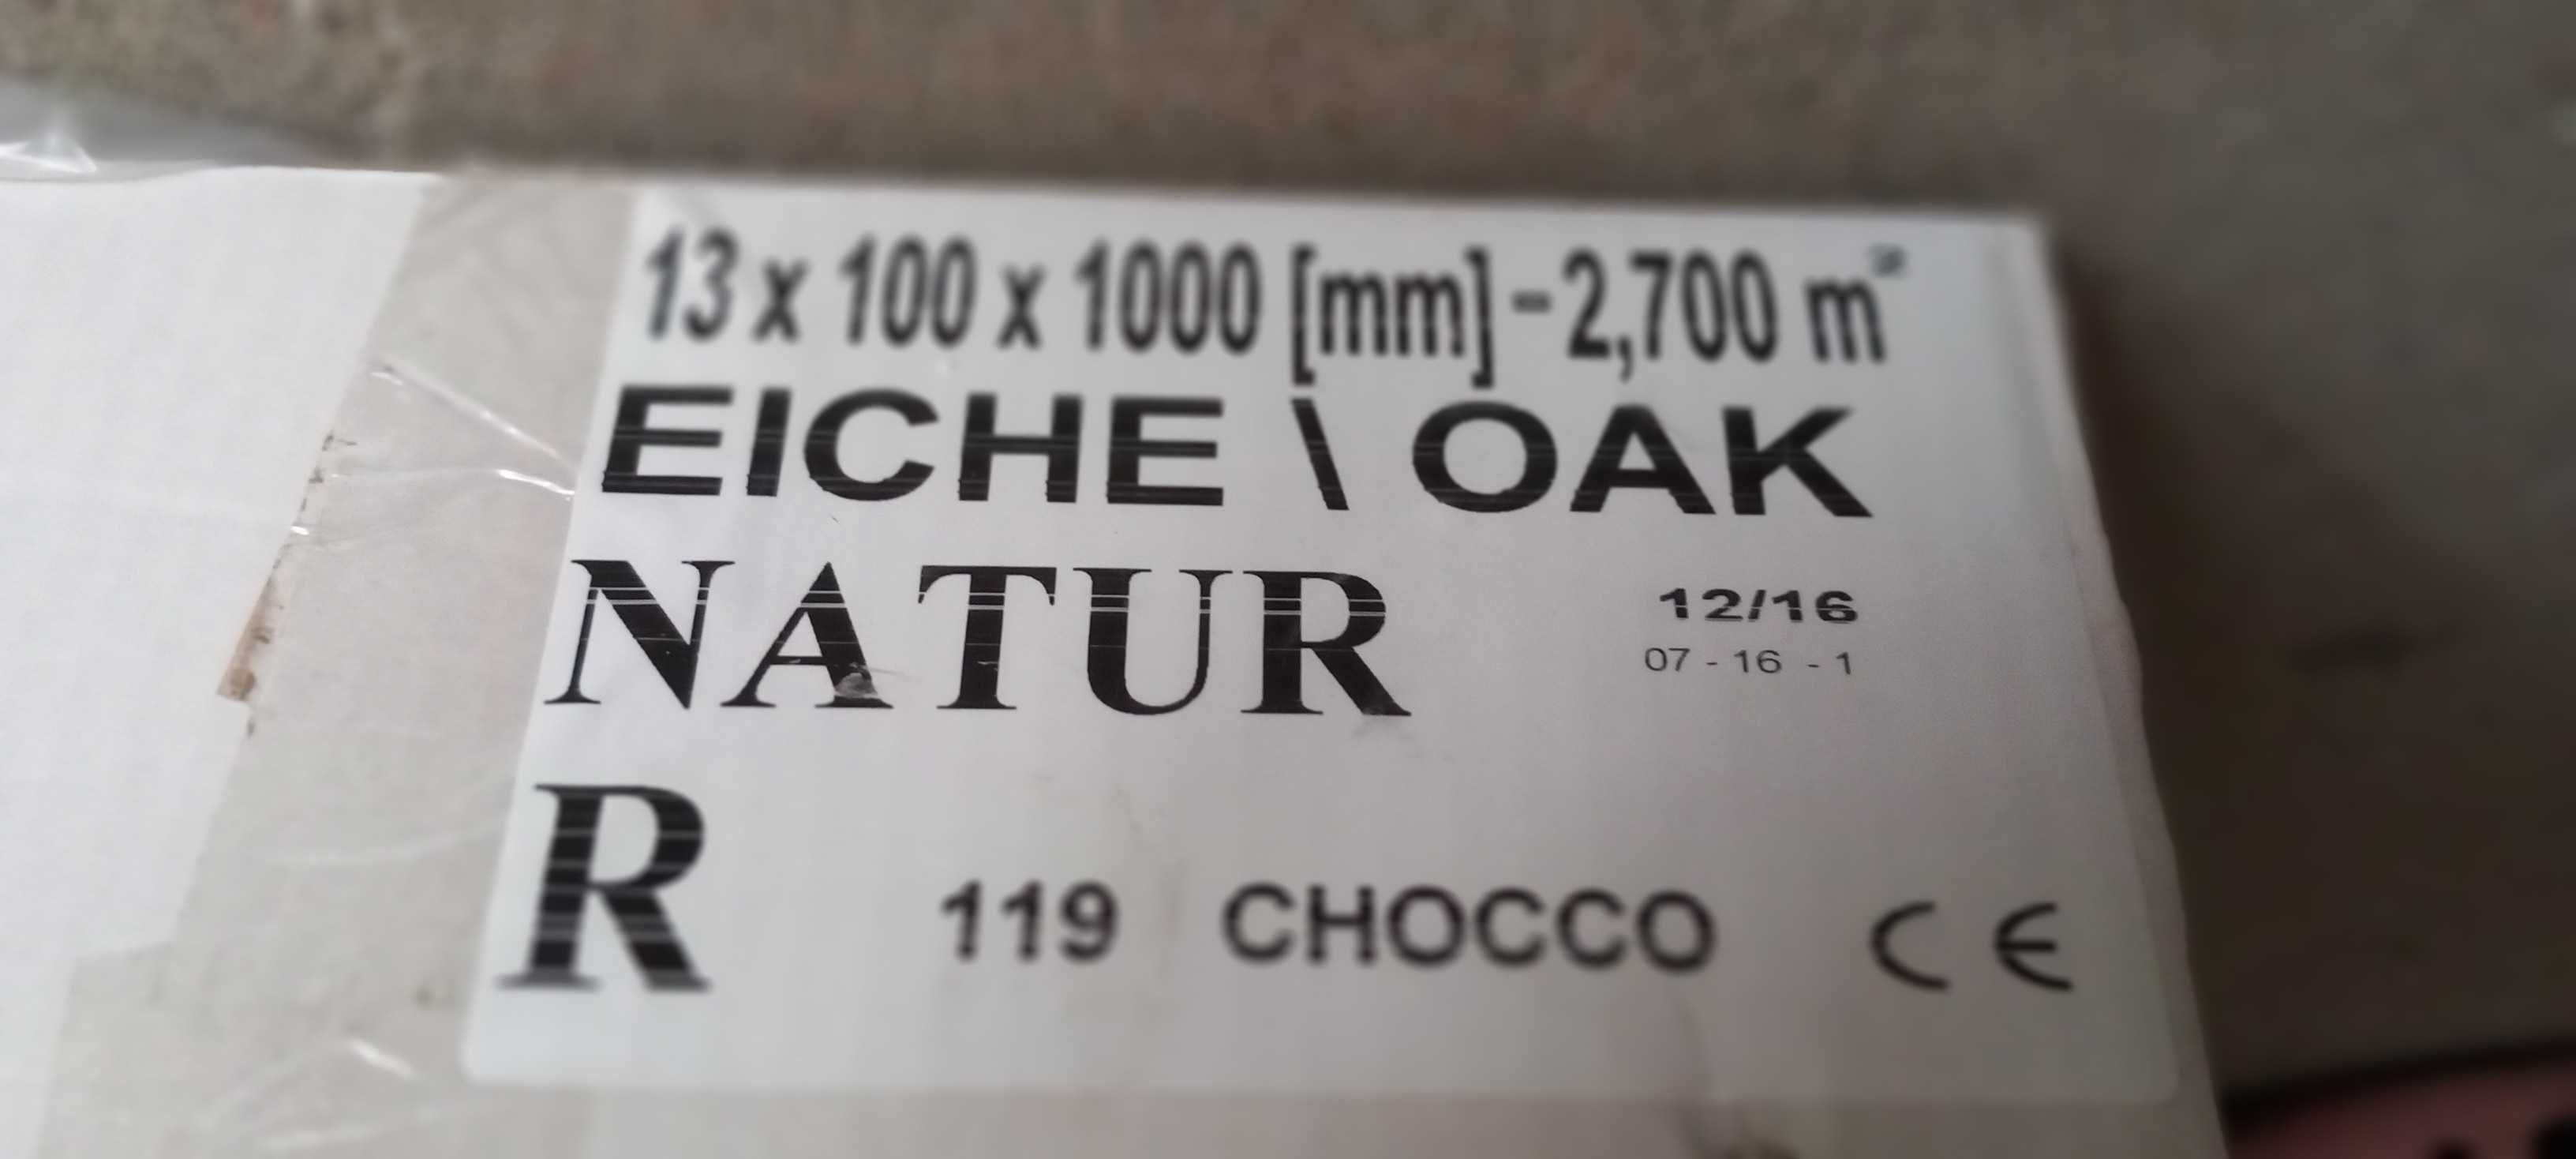 13 x 100 x 1000 [mm] - 2,700 m²
EICHE \ OAK
NATUR
12/16
07 - 16 - 1
R 119 CHOCCO CE